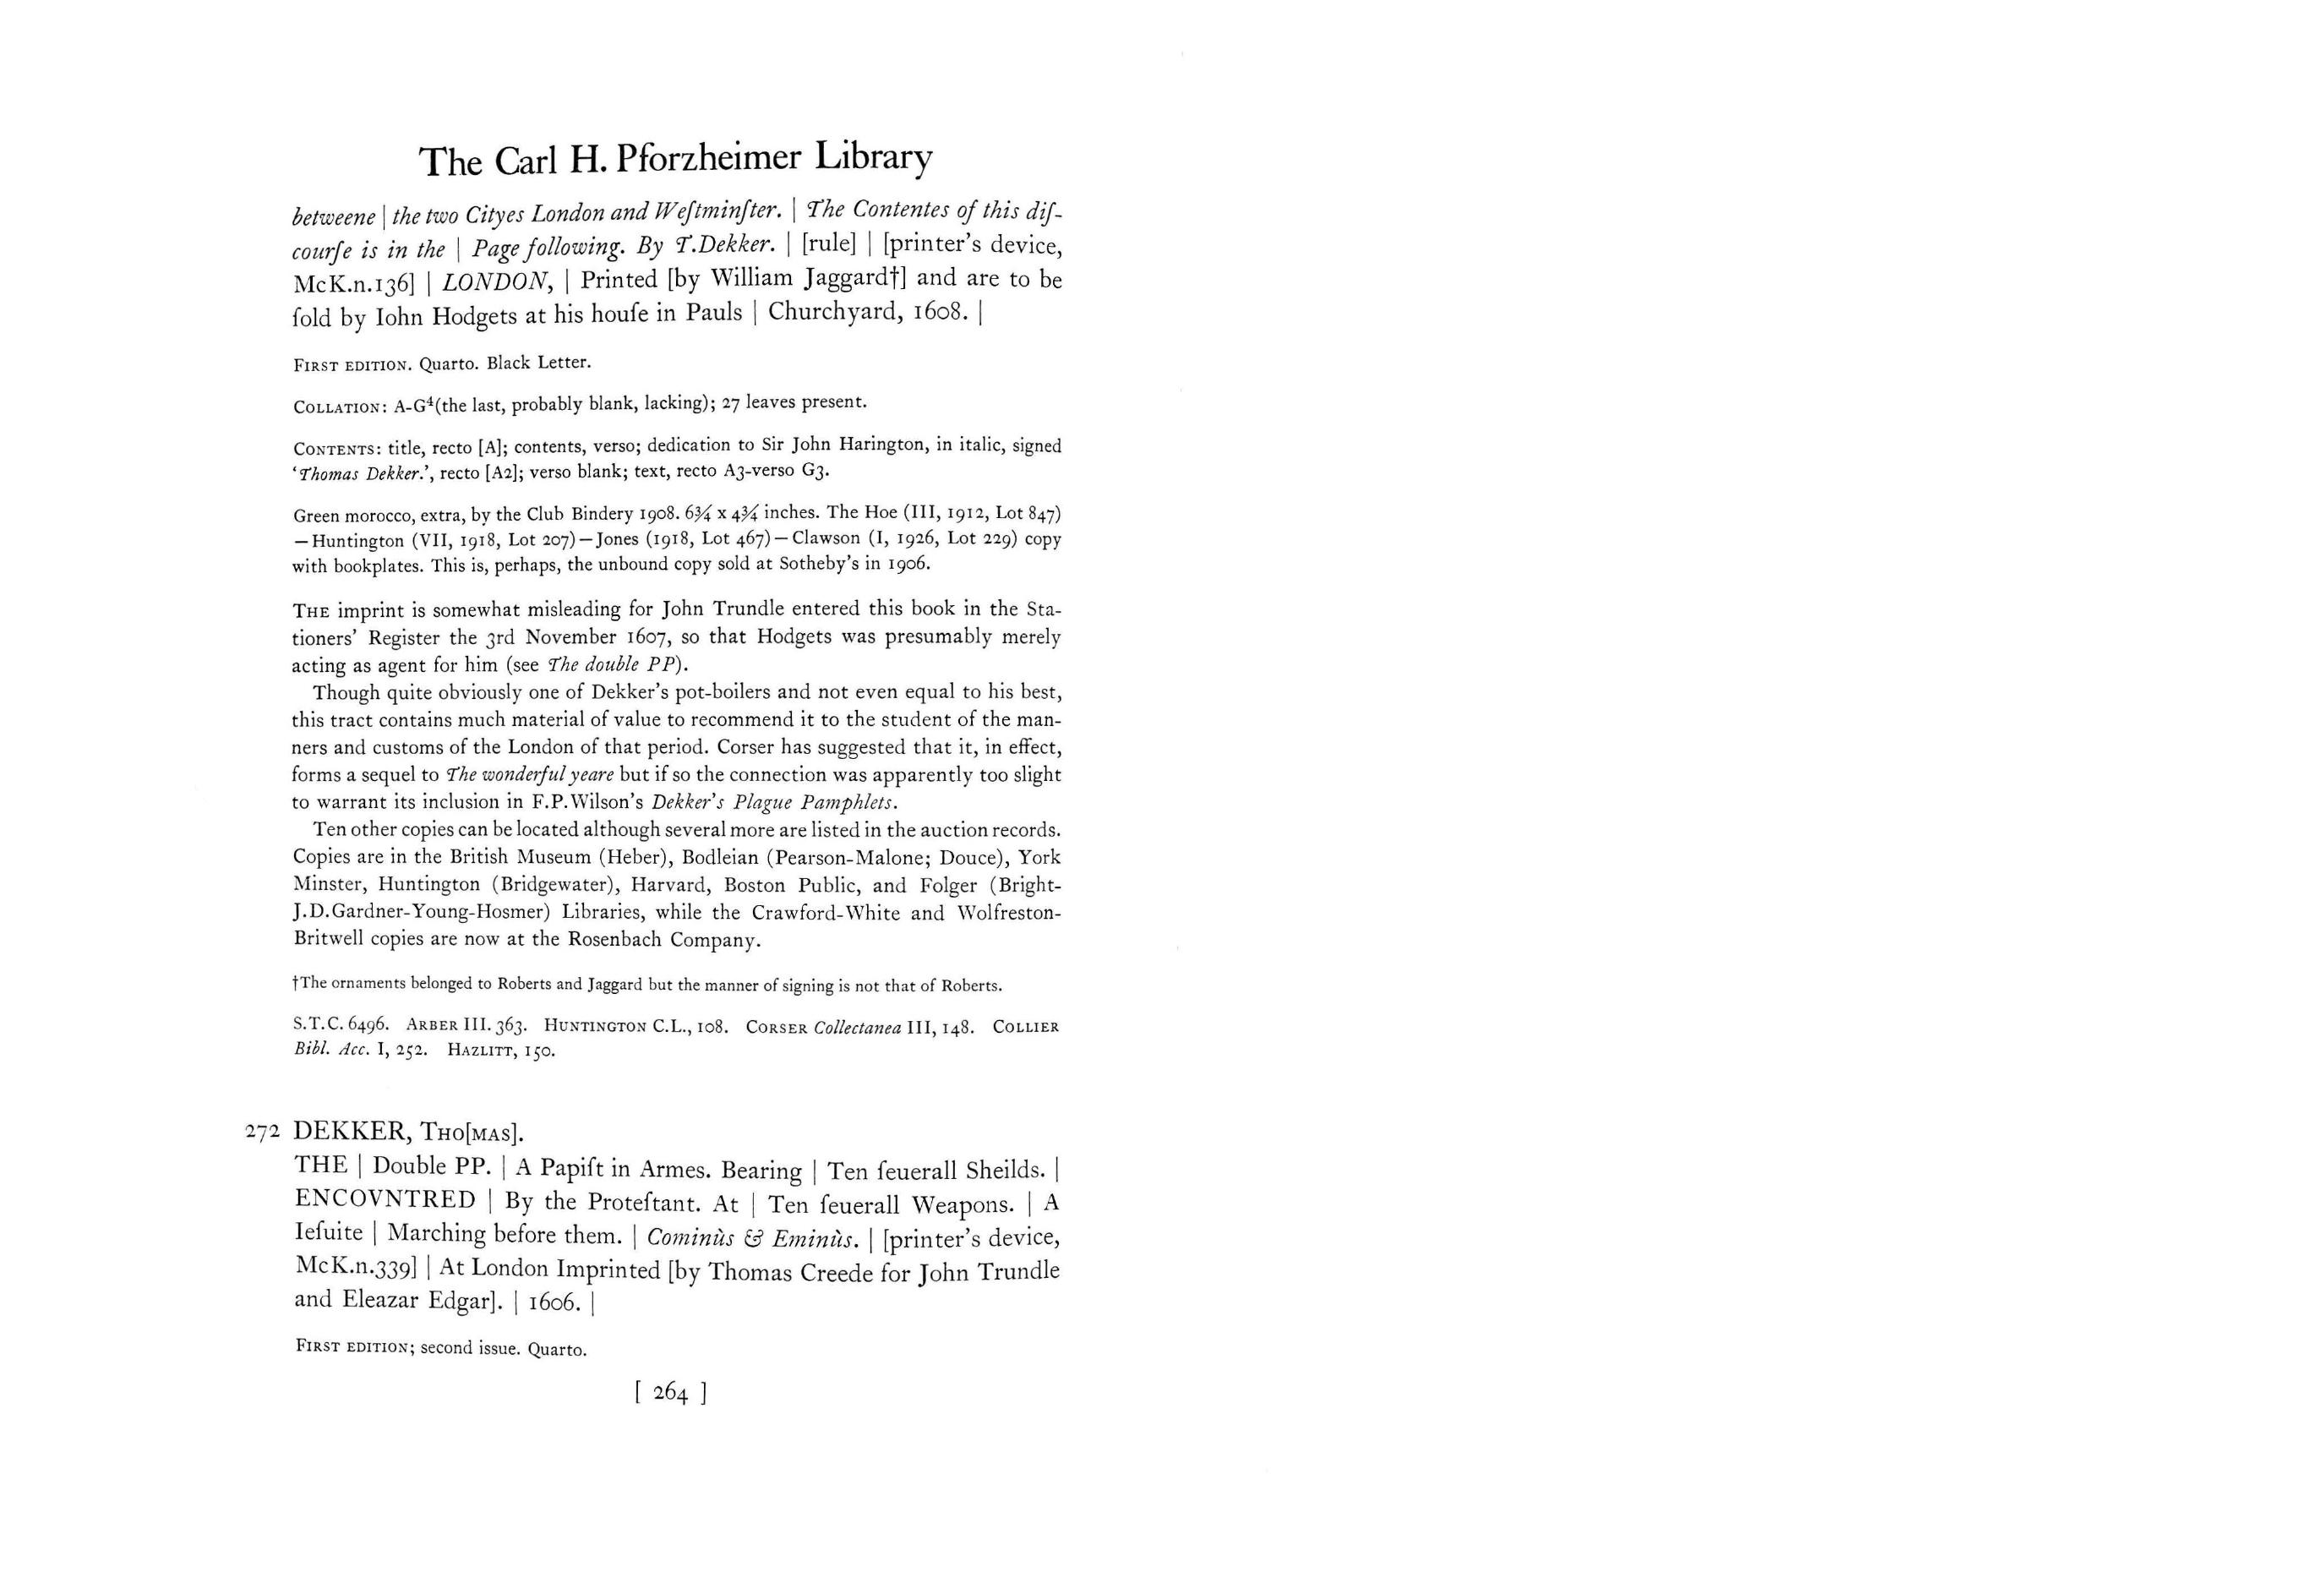 The Carl H. Pforzheimer Library
betweene | the two Cityes London and Weſtminſter. | The Contentes of this diſ-
courſe is in the | Page following. By T.Dekker. | [rule] | [printer's device,
McK.n.136] | LONDON, | Printed [by William Jaggard†] and are to be
ſold by Iohn Hodgets at his houſe in Pauls | Churchyard, 1608. |
FIRST EDITION. Quarto. Black Letter.
COLLATION: A-G⁴(the last, probably blank, lacking); 27 leaves present.
CONTENTS: title, recto [A]; contents, verso; dedication to Sir John Harington, in italic, signed
'Thomas Dekker.', recto [A2]; verso blank; text, recto A3-verso G3.
Green morocco, extra, by the Club Bindery 1908. 6¾ x 4¾ inches. The Hoe (III, 1912, Lot 847)
—Huntington (VII, 1918, Lot 207)—Jones (1918, Lot 467)—Clawson (I, 1926, Lot 229) copy
with bookplates. This is, perhaps, the unbound copy sold at Sotheby's in 1906.
THE imprint is somewhat misleading for John Trundle entered this book in the Sta-
tioners' Register the 3rd November 1607, so that Hodgets was presumably merely
acting as agent for him (see The double PP).
Though quite obviously one of Dekker's pot-boilers and not even equal to his best,
this tract contains much material of value to recommend it to the student of the man-
ners and customs of the London of that period. Corser has suggested that it, in effect,
forms a sequel to The wonderful yeare but if so the connection was apparently too slight
to warrant its inclusion in F.P.Wilson's Dekker's Plague Pamphlets.
Ten other copies can be located although several more are listed in the auction records.
Copies are in the British Museum (Heber), Bodleian (Pearson-Malone; Douce), York
Minster, Huntington (Bridgewater), Harvard, Boston Public, and Folger (Bright-
J.D.Gardner-Young-Hosmer) Libraries, while the Crawford-White and Wolfreston-
Britwell copies are now at the Rosenbach Company.
†The ornaments belonged to Roberts and Jaggard but the manner of signing is not that of Roberts.
S.T.C. 6496. ARBER III. 363. HUNTINGTON C.L., 108. CORSER Collectanea III, 148. COLLIER
Bibl. Acc. I, 252. HAZLITT, 150.
272 DEKKER, THO[MAS].
THE | Double PP. | A Papiſt in Armes. Bearing | Ten ſeuerall Sheilds. |
ENCOVNTRED | By the Proteſtant. At | Ten ſeuerall Weapons. | A
Ieſuite | Marching before them. | Cominùs & Eminùs. | [printer's device,
McK.n.339] | At London Imprinted [by Thomas Creede for John Trundle
and Eleazar Edgar]. | 1606. |
FIRST EDITION; second issue. Quarto.
[ 264 ]